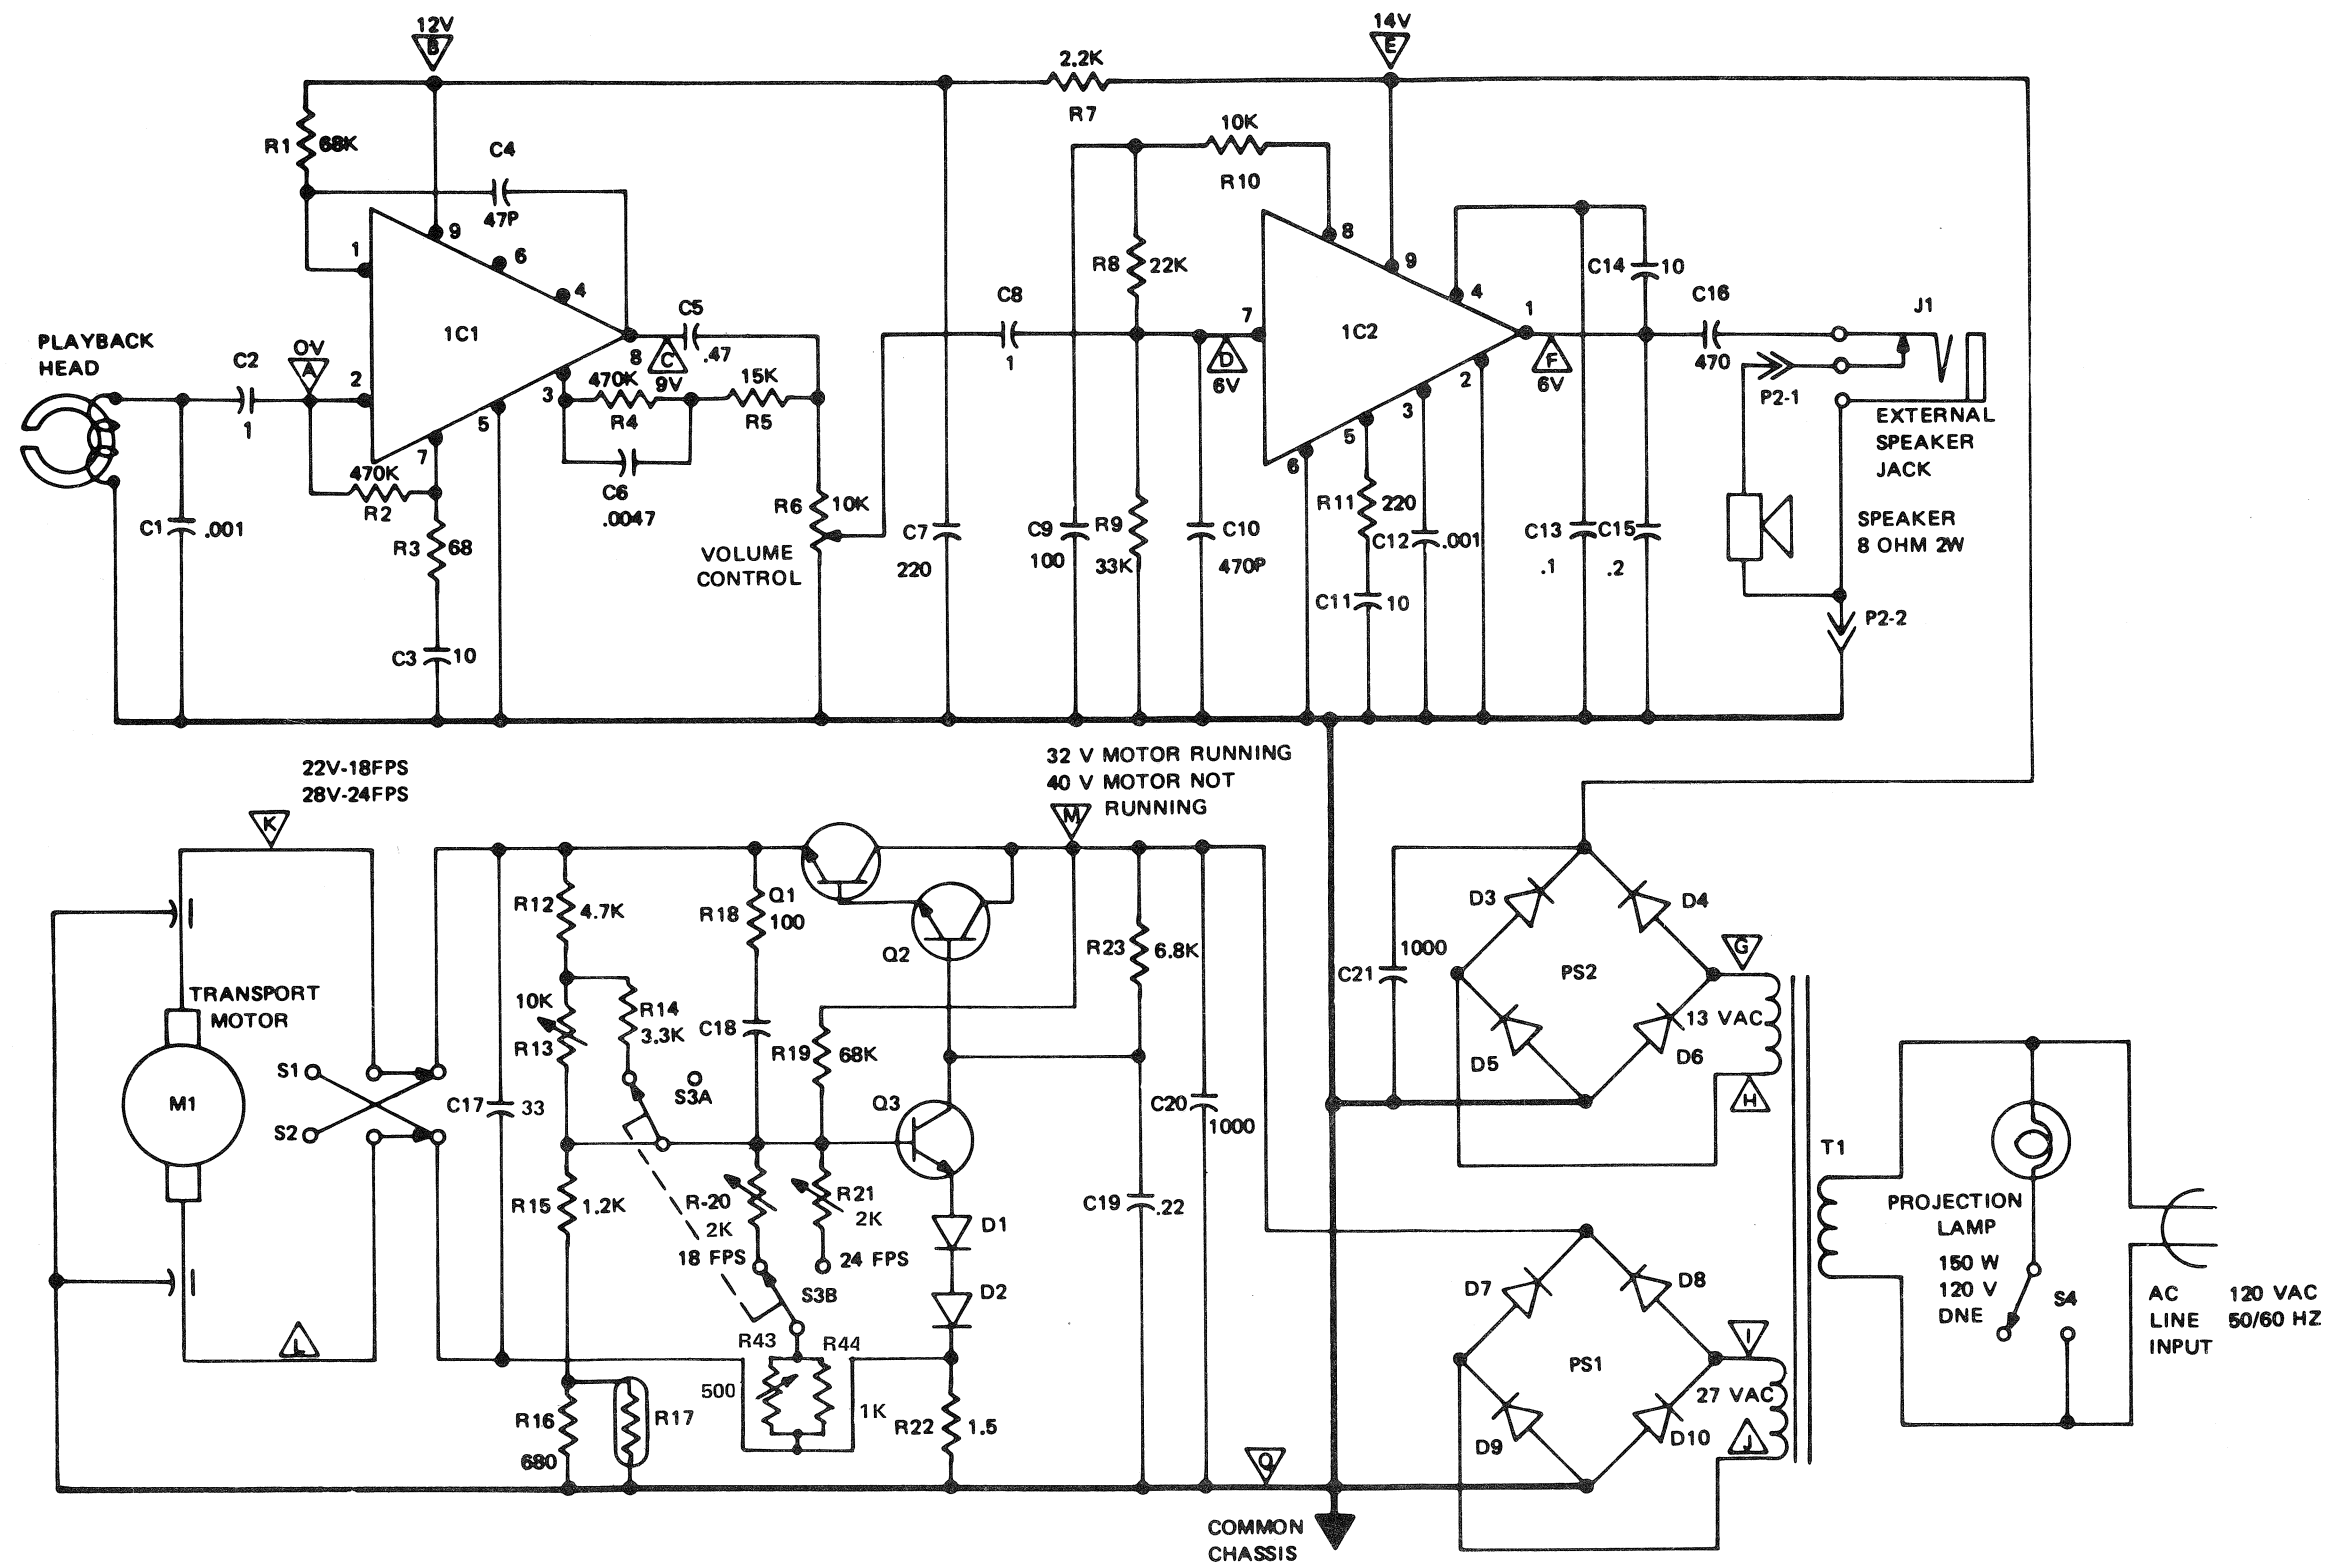 12V
B
14V
E
2.2K
R7
R1
68K
C4
47P
10K
R10
1
9
6
4
8
1C1
C5
.47
C
9V
PLAYBACK
HEAD
C2
1
0V
A
2
3
5
7
470K
R4
15K
R5
C6
.0047
470K
R2
C1
.001
R3
68
C3
10
R6
10K
VOLUME
CONTROL
C7
220
C8
1
R8
22K
C9
100
R9
33K
C10
470P
D
6V
7
1C2
8
9
4
1
2
3
5
6
F
6V
C14
10
C16
470
J1
P2-1
EXTERNAL
SPEAKER
JACK
R11
220
C11
10
C12
.001
C13
.1
C15
.2
SPEAKER
8 OHM 2W
P2-2
22V-18FPS
28V-24FPS
K
32 V MOTOR RUNNING
40 V MOTOR NOT
RUNNING
M
TRANSPORT
MOTOR
M1
S1
S2
L
C17
33
R12
4.7K
10K
R13
R14
3.3K
S3A
R15
1.2K
R18
100
C18
Q1
Q2
Q3
R19
68K
R-20
2K
18 FPS
R21
2K
24 FPS
S3B
R43
500
R44
1K
R16
680
R17
D1
D2
R22
1.5
R23
6.8K
C19
.22
C20
1000
C21
1000
D3
D4
D5
D6
PS2
G
13 VAC
H
D7
D8
D9
D10
PS1
I
27 VAC
J
Q
COMMON
CHASSIS
T1
PROJECTION
LAMP
150 W
120 V
DNE
S4
AC
LINE
INPUT
120 VAC
50/60 HZ